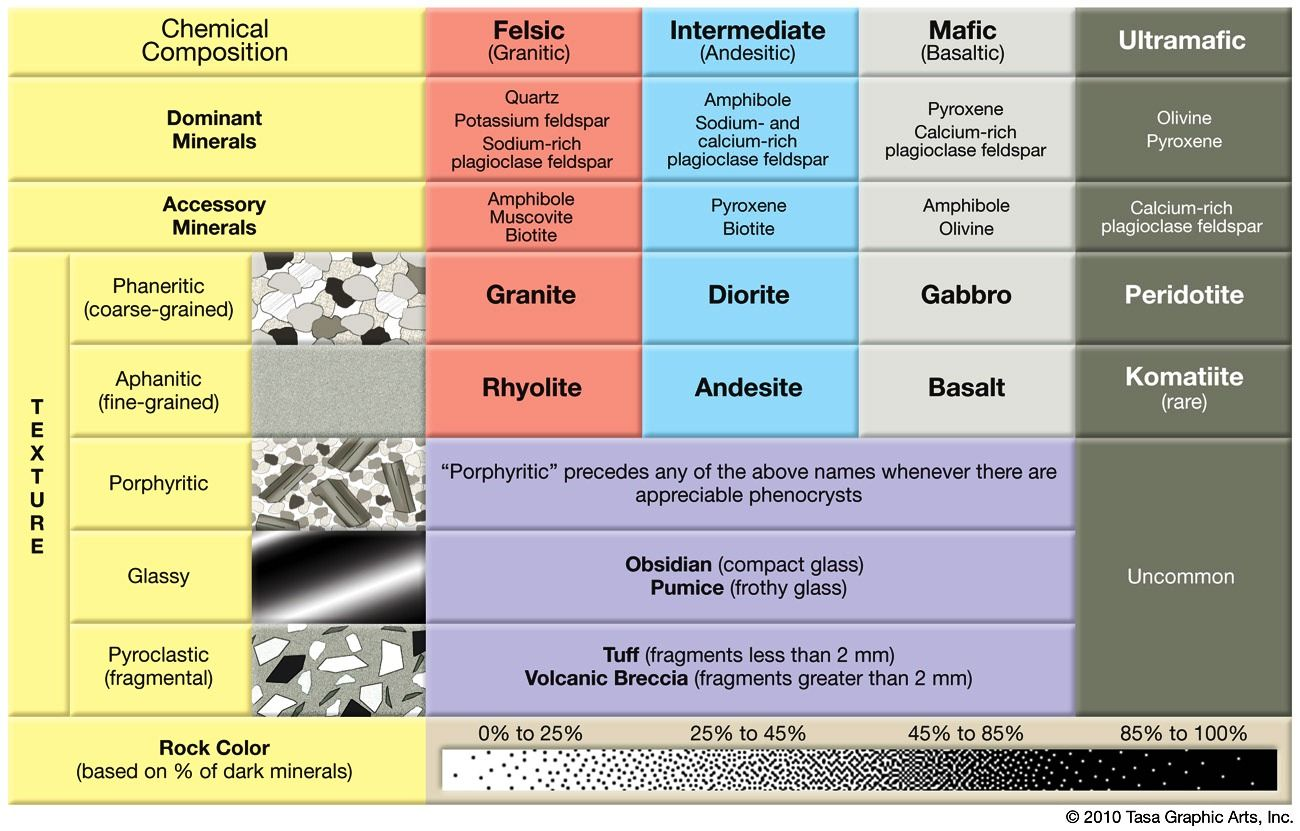 Chemical
Composition
Felsic
(Granitic)
Intermediate
(Andesitic)
Mafic
(Basaltic)
Ultramafic
Dominant
Minerals
Quartz
Potassium feldspar
Sodium-rich
plagioclase feldspar
Amphibole
Sodium- and
calcium-rich
plagioclase feldspar
Pyroxene
Calcium-rich
plagioclase feldspar
Olivine
Pyroxene
Accessory
Minerals
Amphibole
Muscovite
Biotite
Pyroxene
Biotite
Amphibole
Olivine
Calcium-rich
plagioclase feldspar
TEXTURE
Phaneritic
(coarse-grained)
Granite
Diorite
Gabbro
Peridotite
Aphanitic
(fine-grained)
Rhyolite
Andesite
Basalt
Komatiite
(rare)
Porphyritic
“Porphyritic” precedes any of the above names whenever there are
appreciable phenocrysts
Uncommon
Glassy
Obsidian (compact glass)
Pumice (frothy glass)
Pyroclastic
(fragmental)
Tuff (fragments less than 2 mm)
Volcanic Breccia (fragments greater than 2 mm)
Rock Color
(based on % of dark minerals)
0% to 25%
25% to 45%
45% to 85%
85% to 100%
© 2010 Tasa Graphic Arts, Inc.